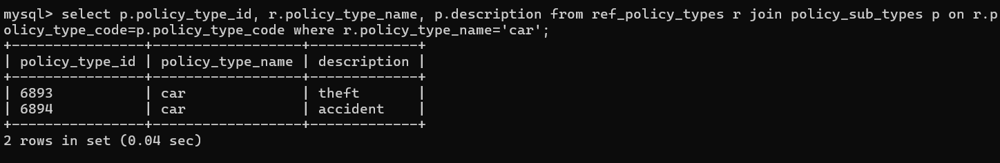 mysql> select p.policy_type_id, r.policy_type_name, p.description from ref_policy_types r join policy_sub_types p on r.p
olicy_type_code=p.policy_type_code where r.policy_type_name='car';
+----------------+------------------+-------------+
| policy_type_id | policy_type_name | description |
+----------------+------------------+-------------+
| 6893           | car              | theft       |
| 6894           | car              | accident    |
+----------------+------------------+-------------+
2 rows in set (0.04 sec)